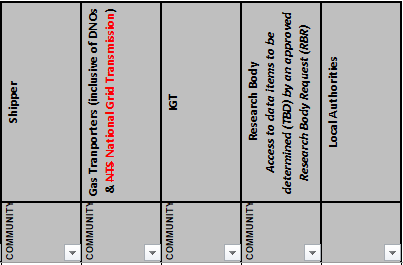 Shipper
COMMUNITY
Gas Tranporters (inclusive of DNOs
& National Grid Transmission)
COMMUNITY
IGT
COMMUNITY
Research Body
Access to data items to be
determined (TBD) by an approved
Research Body Request (RBR)
COMMUNITY
Local Authorities